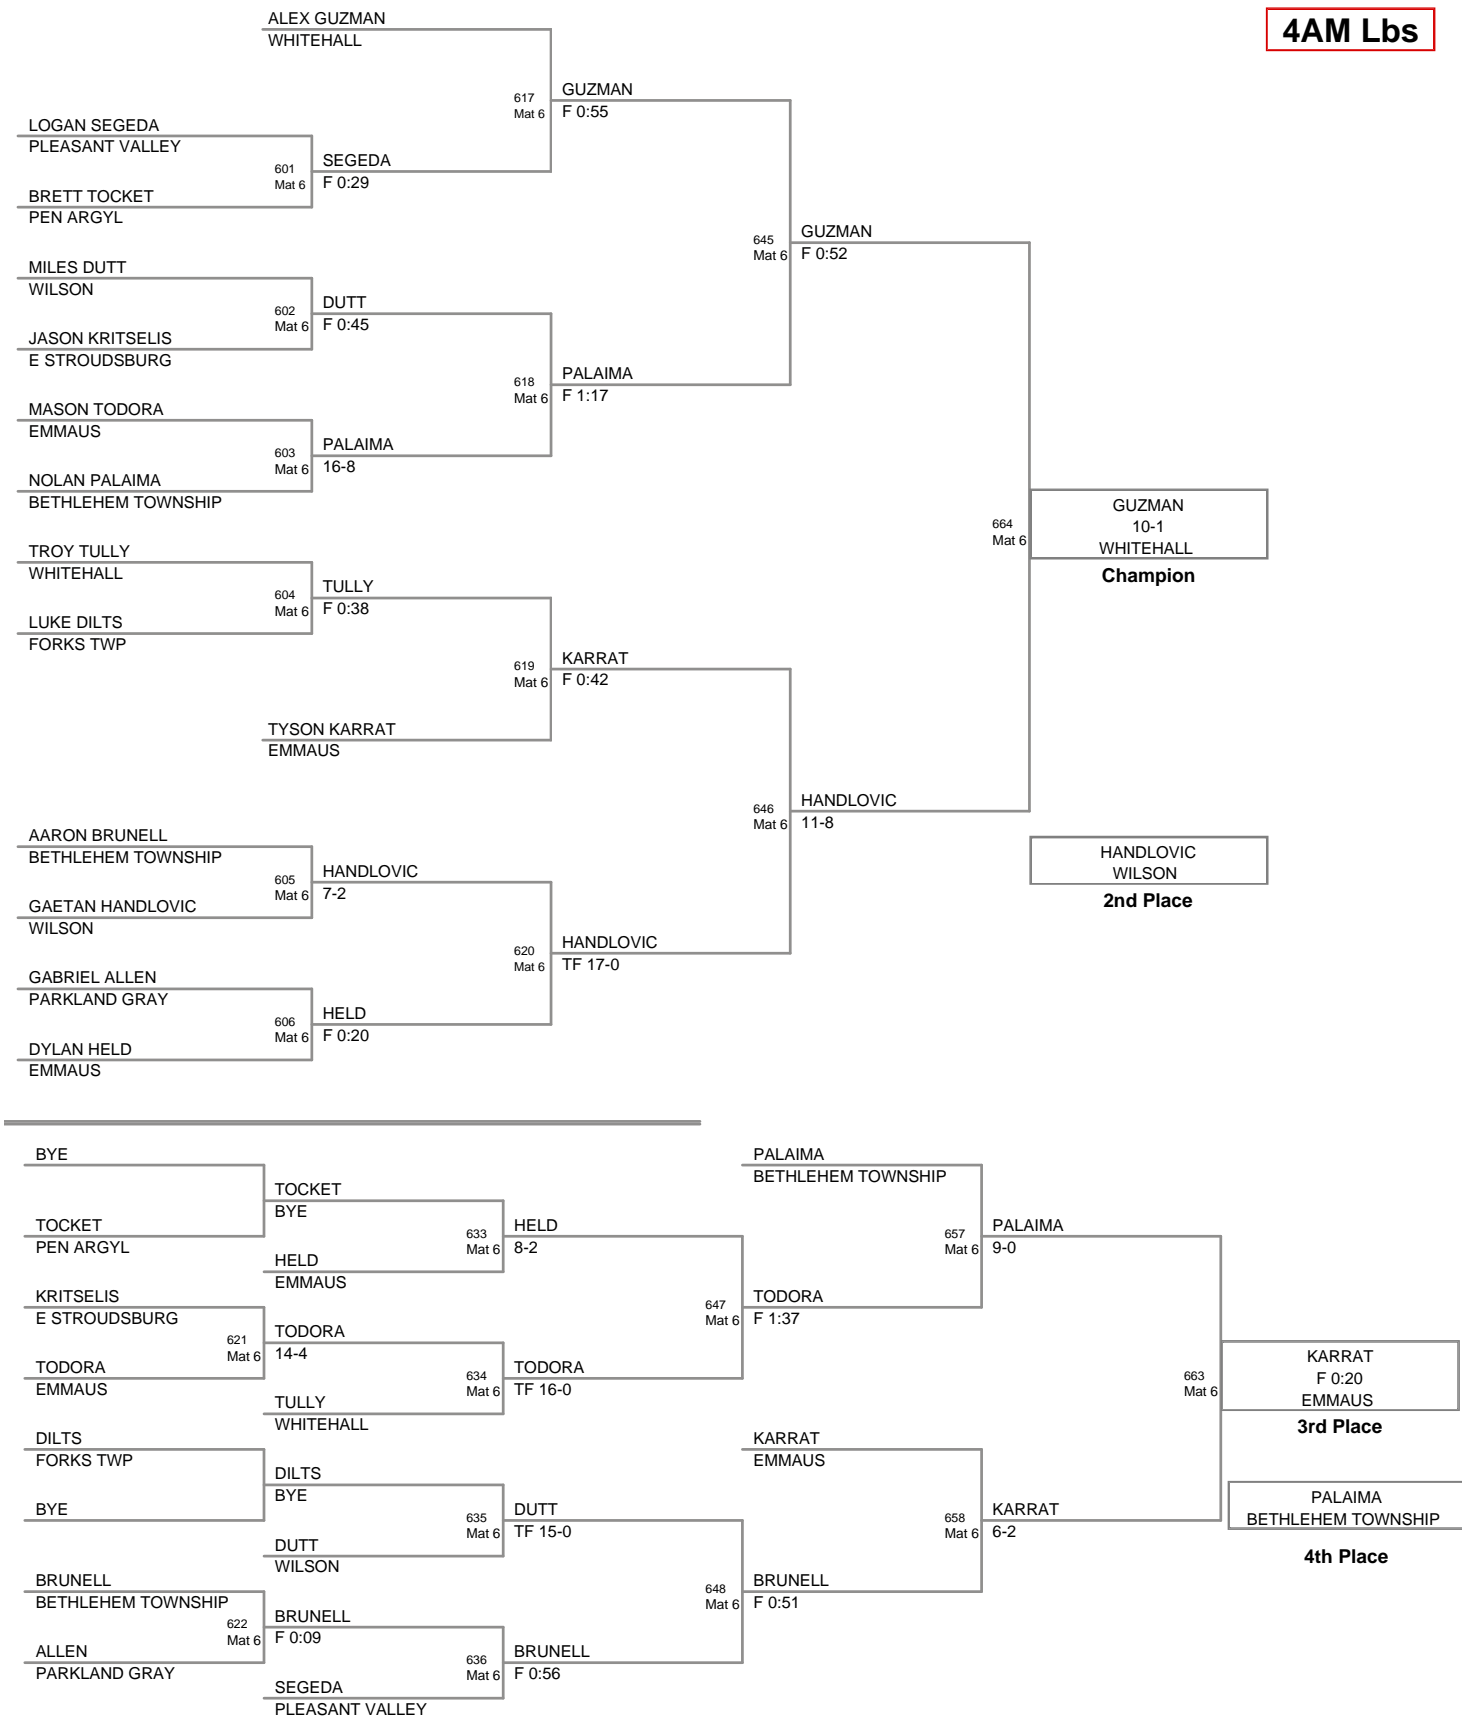 4AM Lbs
ALEX GUZMAN
WHITEHALL
617
Mat 6
GUZMAN
F 0:55
LOGAN SEGEDA
PLEASANT VALLEY
601
Mat 6
SEGEDA
F 0:29
BRETT TOCKET
PEN ARGYL
645
Mat 6
GUZMAN
F 0:52
MILES DUTT
WILSON
602
Mat 6
DUTT
F 0:45
JASON KRITSELIS
E STROUDSBURG
618
Mat 6
PALAIMA
F 1:17
MASON TODORA
EMMAUS
603
Mat 6
PALAIMA
16-8
NOLAN PALAIMA
BETHLEHEM TOWNSHIP
664
Mat 6
GUZMAN
10-1
WHITEHALL
Champion
TROY TULLY
WHITEHALL
604
Mat 6
TULLY
F 0:38
LUKE DILTS
FORKS TWP
619
Mat 6
KARRAT
F 0:42
TYSON KARRAT
EMMAUS
646
Mat 6
HANDLOVIC
11-8
AARON BRUNELL
BETHLEHEM TOWNSHIP
605
Mat 6
HANDLOVIC
7-2
HANDLOVIC
WILSON
2nd Place
GAETAN HANDLOVIC
WILSON
620
Mat 6
HANDLOVIC
TF 17-0
GABRIEL ALLEN
PARKLAND GRAY
606
Mat 6
HELD
F 0:20
DYLAN HELD
EMMAUS
BYE
PALAIMA
BETHLEHEM TOWNSHIP
TOCKET
BYE
TOCKET
PEN ARGYL
633
Mat 6
HELD
8-2
657
Mat 6
PALAIMA
9-0
HELD
EMMAUS
KRITSELIS
E STROUDSBURG
647
Mat 6
TODORA
F 1:37
621
Mat 6
TODORA
14-4
TODORA
EMMAUS
634
Mat 6
TODORA
TF 16-0
663
Mat 6
KARRAT
F 0:20
EMMAUS
3rd Place
TULLY
WHITEHALL
DILTS
FORKS TWP
KARRAT
EMMAUS
DILTS
BYE
BYE
635
Mat 6
DUTT
TF 15-0
658
Mat 6
KARRAT
6-2
PALAIMA
BETHLEHEM TOWNSHIP
4th Place
DUTT
WILSON
BRUNELL
BETHLEHEM TOWNSHIP
648
Mat 6
BRUNELL
F 0:51
622
Mat 6
BRUNELL
F 0:09
ALLEN
PARKLAND GRAY
636
Mat 6
BRUNELL
F 0:56
SEGEDA
PLEASANT VALLEY